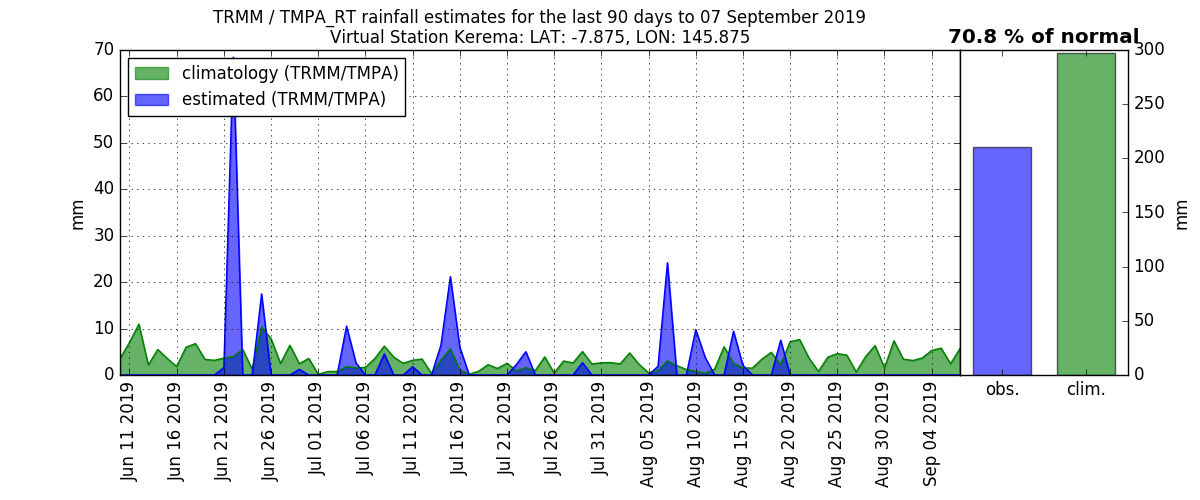 TRMM / TMPA_RT rainfall estimates for the last 90 days to 07 September 2019
Virtual Station Kerema: LAT: -7.875, LON: 145.875
70.8 % of normal
climatology (TRMM/TMPA)
estimated (TRMM/TMPA)
mm
70
60
50
40
30
20
10
0
Jun 11 2019
Jun 16 2019
Jun 21 2019
Jun 26 2019
Jul 01 2019
Jul 06 2019
Jul 11 2019
Jul 16 2019
Jul 21 2019
Jul 26 2019
Jul 31 2019
Aug 05 2019
Aug 10 2019
Aug 15 2019
Aug 20 2019
Aug 25 2019
Aug 30 2019
Sep 04 2019
obs.
clim.
300
250
200
150
100
50
0
mm